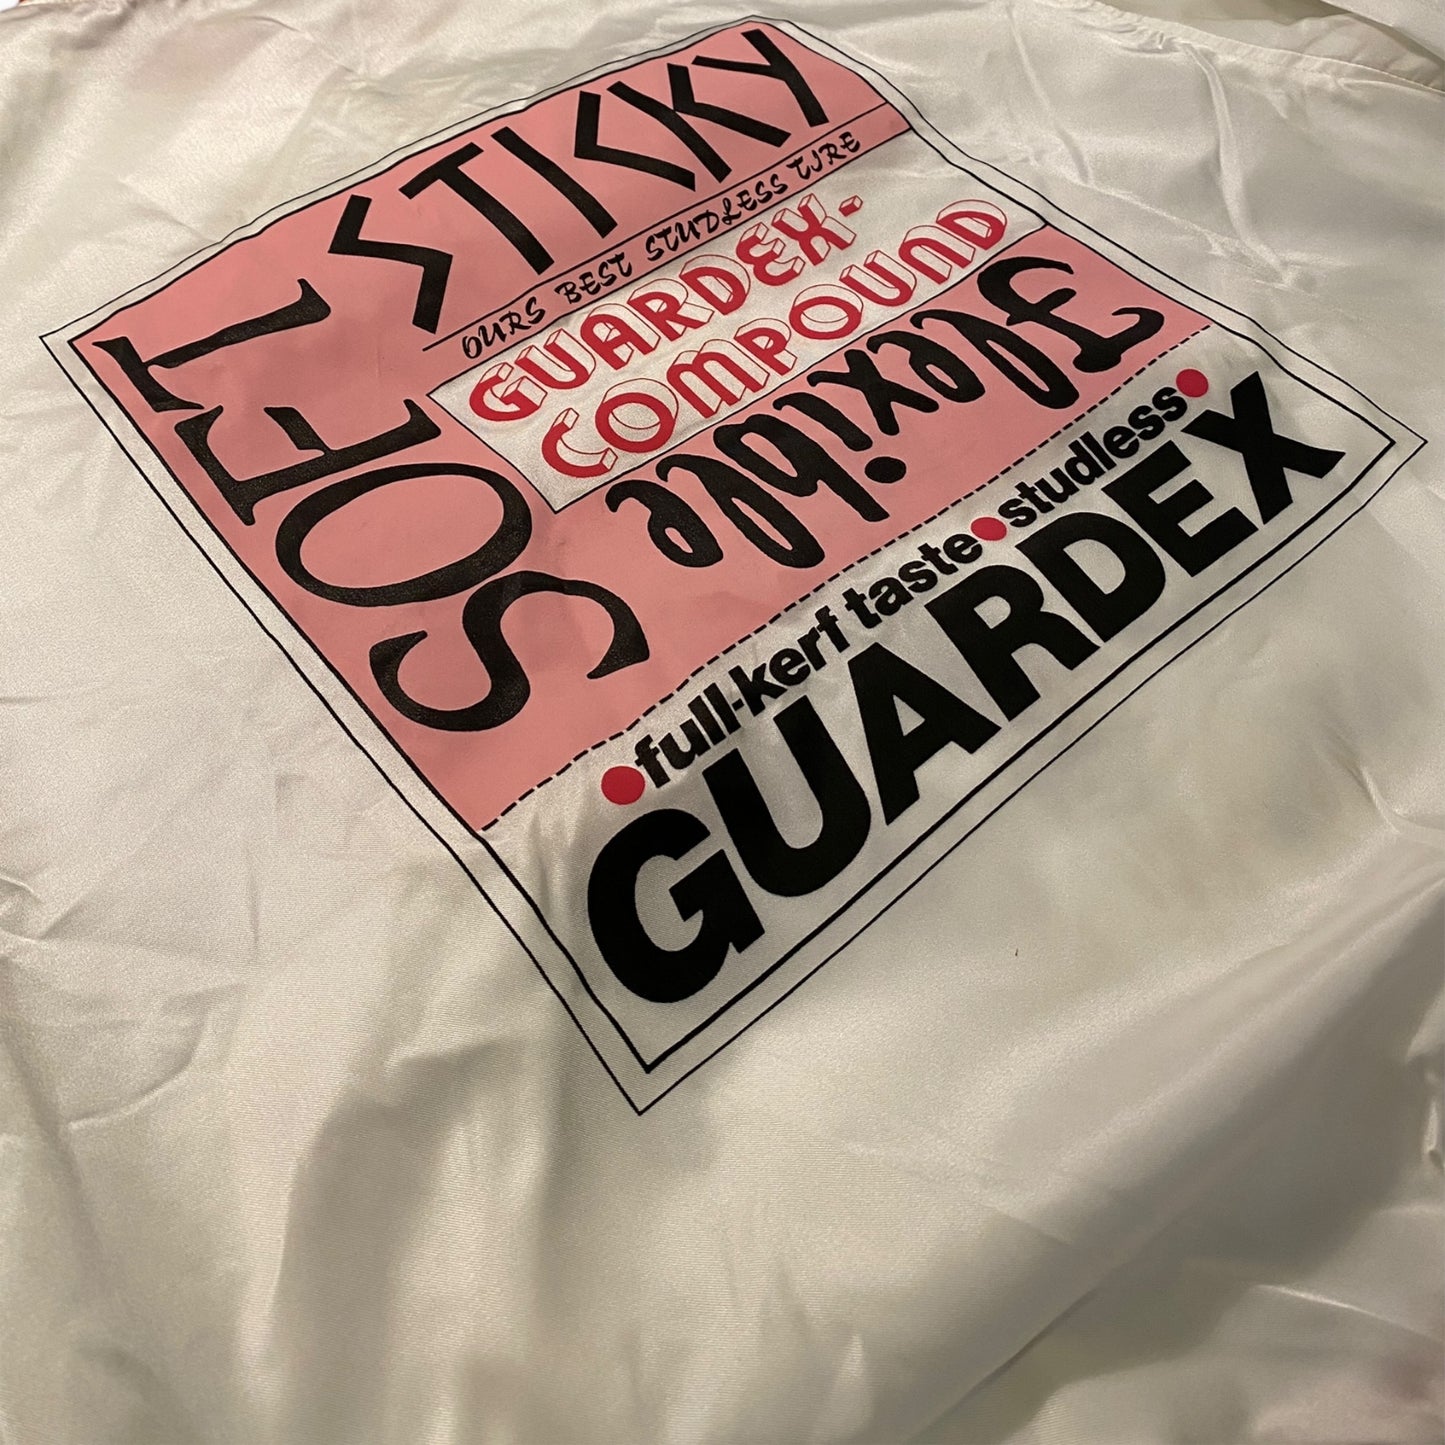 SOFT
STICKY
OURS BEST STUDLESS TIRE
GUARDEX-
COMPOUND
Flexible
•full-kerf taste•studless•
GUARDEX